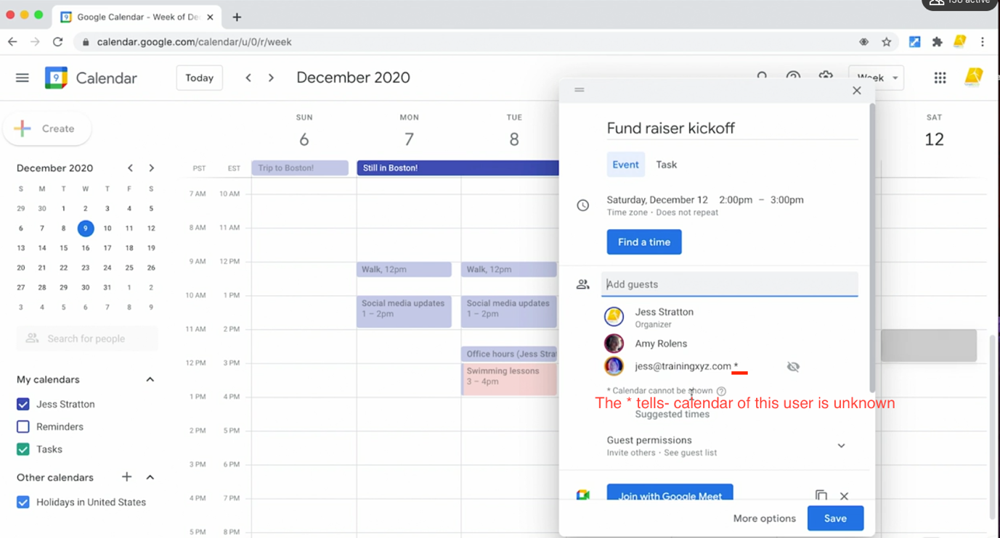 138 active
Google Calendar - Week of De
calendar.google.com/calendar/u/0/r/week
9 Calendar
Today
December 2020
Week
Create
December 2020
S M T W T F S
29 30 1 2 3 4 5
6 7 8 9 10 11 12
13 14 15 16 17 18 19
20 21 22 23 24 25 26
27 28 29 30 31 1 2
3 4 5 6 7 8 9
Search for people
My calendars
Jess Stratton
Reminders
Tasks
Other calendars
Holidays in United States
SUN MON TUE SAT
6 7 8 12
PST EST
Trip to Boston! Still in Boston!
7 AM 10 AM
8 AM 11 AM
9 AM 12 PM
Walk, 12pm Walk, 12pm
10 AM 1 PM
Social media updates Social media updates
1 – 2pm 1 – 2pm
11 AM 2 PM
Office hours (Jess Stra
12 PM 3 PM
Swimming lessons
3 – 4pm
1 PM 4 PM
2 PM 5 PM
3 PM 6 PM
4 PM 7 PM
5 PM 8 PM
Fund raiser kickoff
Event Task
Saturday, December 12 2:00pm – 3:00pm
Time zone · Does not repeat
Find a time
Add guests
Jess Stratton
Organizer
Amy Rolens
jess@trainingxyz.com *
* Calendar cannot be shown
The * tells- calendar of this user is unknown
Suggested times
Guest permissions
Invite others · See guest list
Join with Google Meet
More options Save